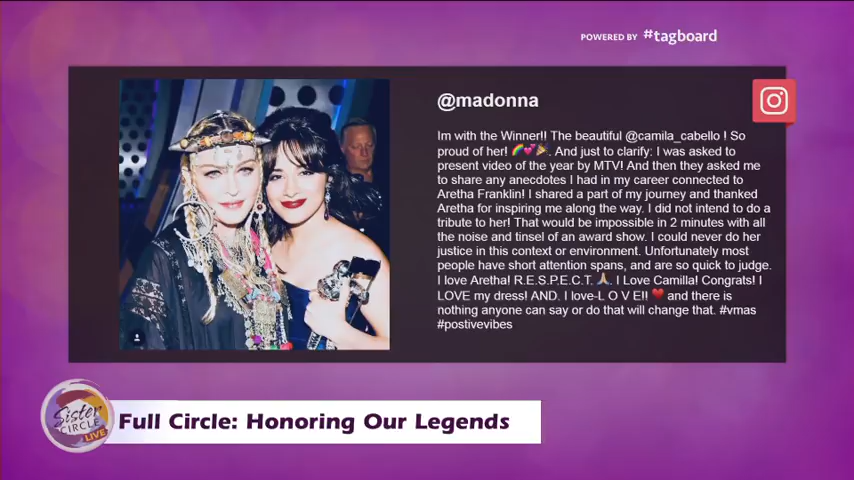 POWERED BY #tagboard
@madonna
Im with the Winner!! The beautiful @camila_cabello ! So
proud of her! 🌈💕🎉. And just to clarify: I was asked to
present video of the year by MTV! And then they asked me
to share any anecdotes I had in my career connected to
Aretha Franklin! I shared a part of my journey and thanked
Aretha for inspiring me along the way. I did not intend to do a
tribute to her! That would be impossible in 2 minutes with all
the noise and tinsel of an award show. I could never do her
justice in this context or environment. Unfortunately most
people have short attention spans, and are so quick to judge.
I love Aretha! R.E.S.P.E.C.T. 🙏. I Love Camilla! Congrats! I
LOVE my dress! AND. I love-L O V E!! ❤️ and there is
nothing anyone can say or do that will change that. #vmas
#postivevibes
Sister
CIRCLE
LIVE
Full Circle: Honoring Our Legends